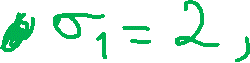 σ₁ = 2,